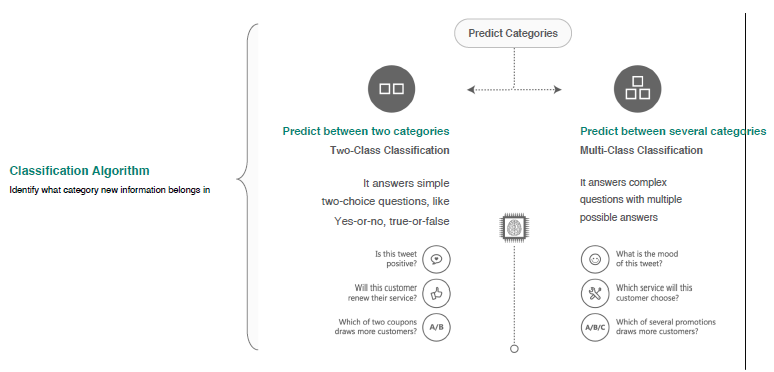 Predict Categories
Classification Algorithm
Identify what category new information belongs in
Predict between two categories
Two-Class Classification
It answers simple
two-choice questions, like
Yes-or-no, true-or-false
Is this tweet
positive?
Will this customer
renew their service?
Which of two coupons
draws more customers?
A/B
Predict between several categories
Multi-Class Classification
It answers complex
questions with multiple
possible answers
What is the mood
of this tweet?
Which service will this
customer choose?
A/B/C
Which of several promotions
draws more customers?